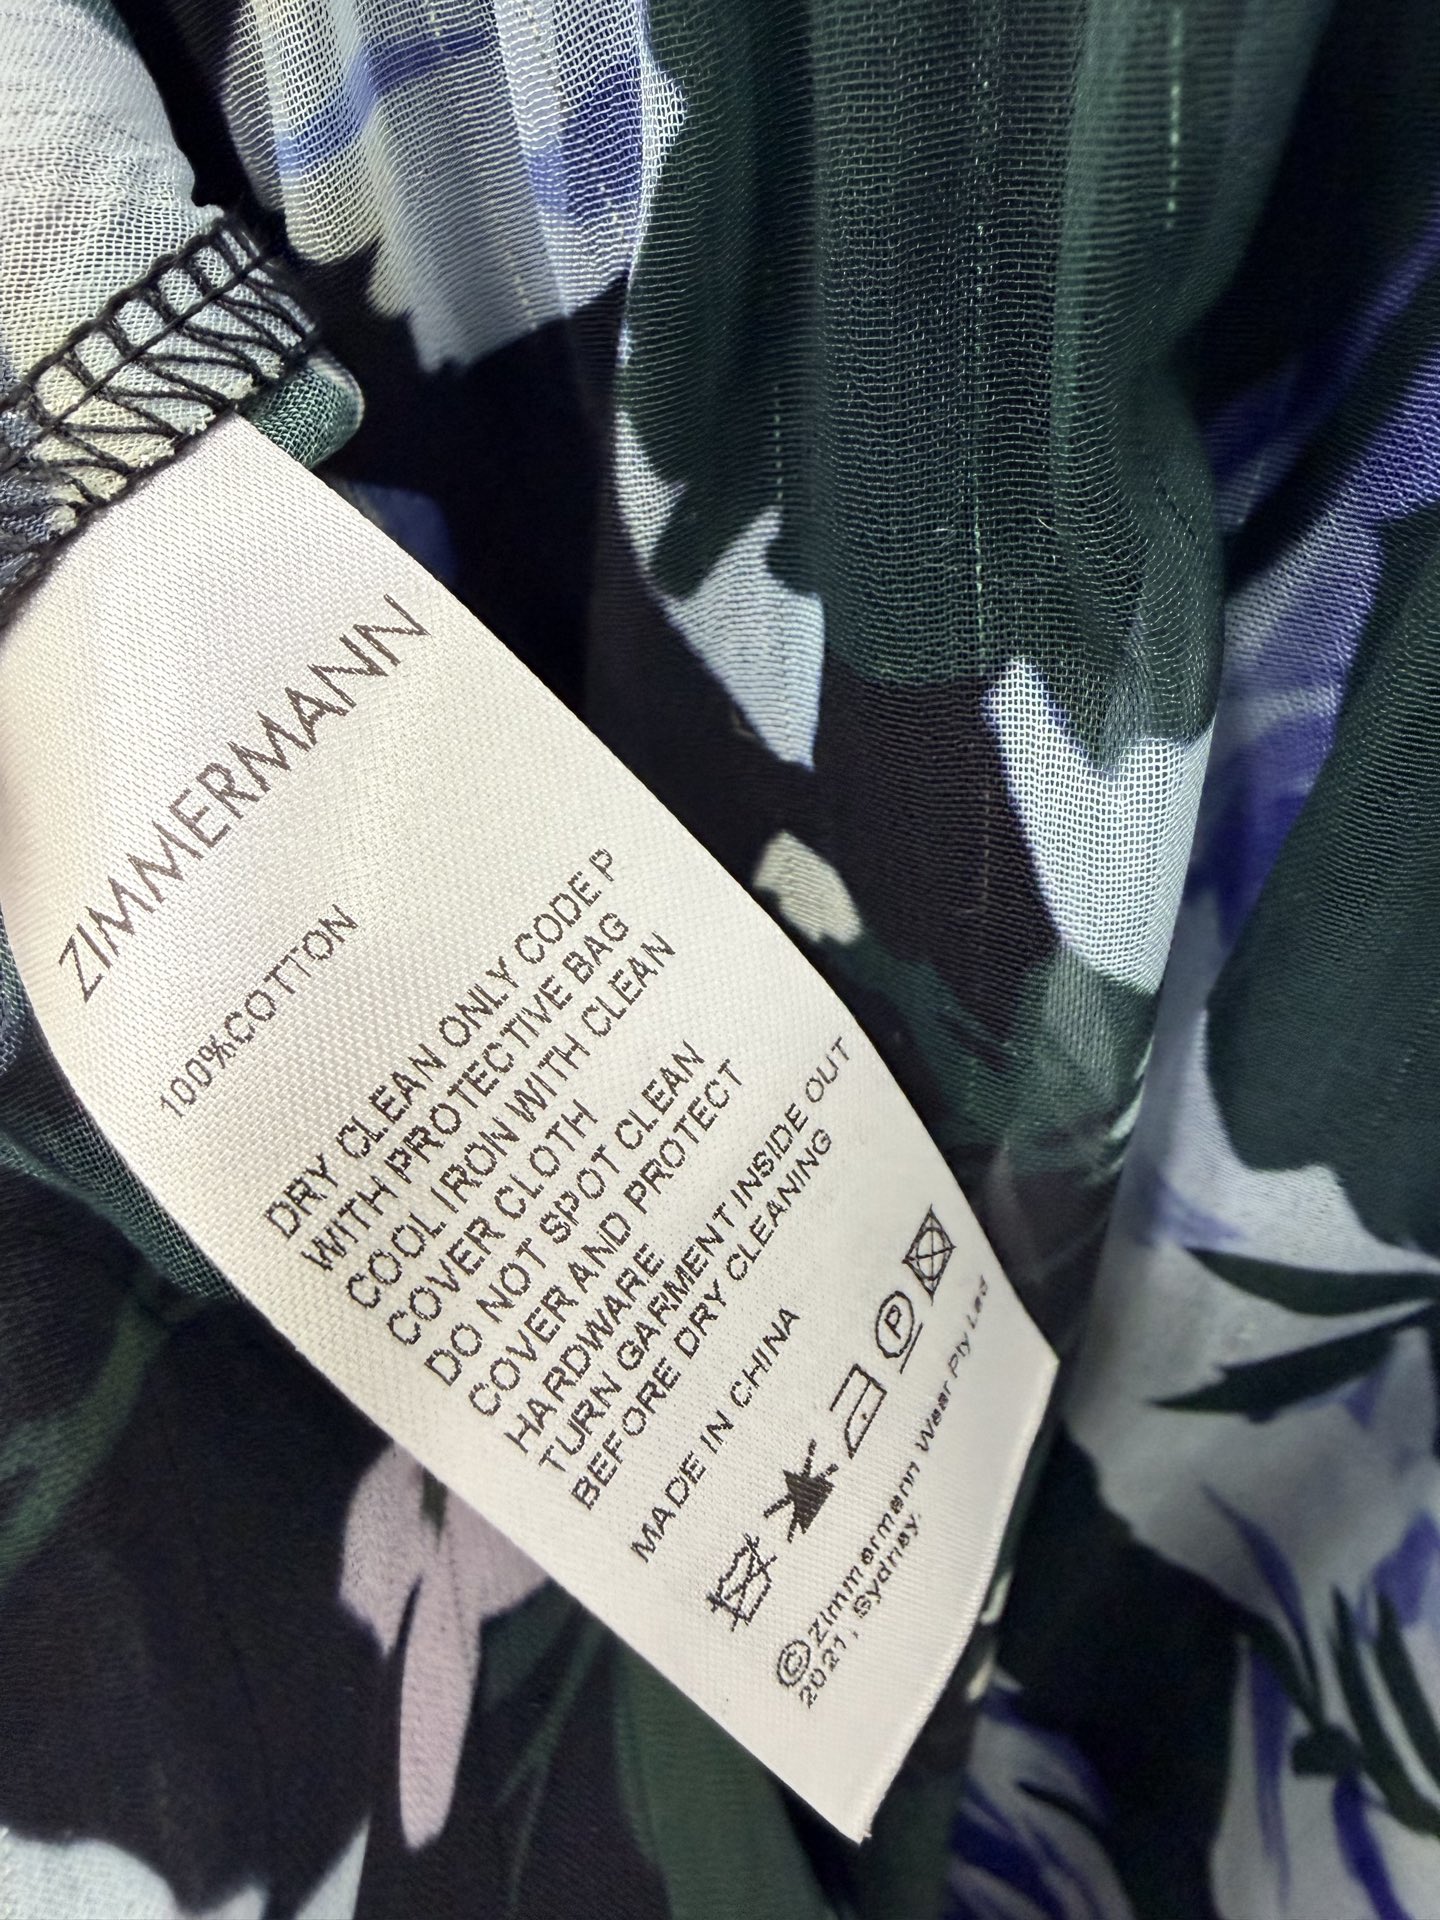 ZIMMERMANN
100%COTTON
DRY CLEAN ONLY CODE P
WITH PROTECTIVE BAG
COOL IRON WITH CLEAN
COVER CLOTH
DO NOT SPOT CLEAN
COVER AND PROTECT
HARDWARE
TURN GARMENT INSIDE OUT
BEFORE DRY CLEANING
MADE IN CHINA
P
©Zimmermann Wear Pty Led
2021, Sydney.